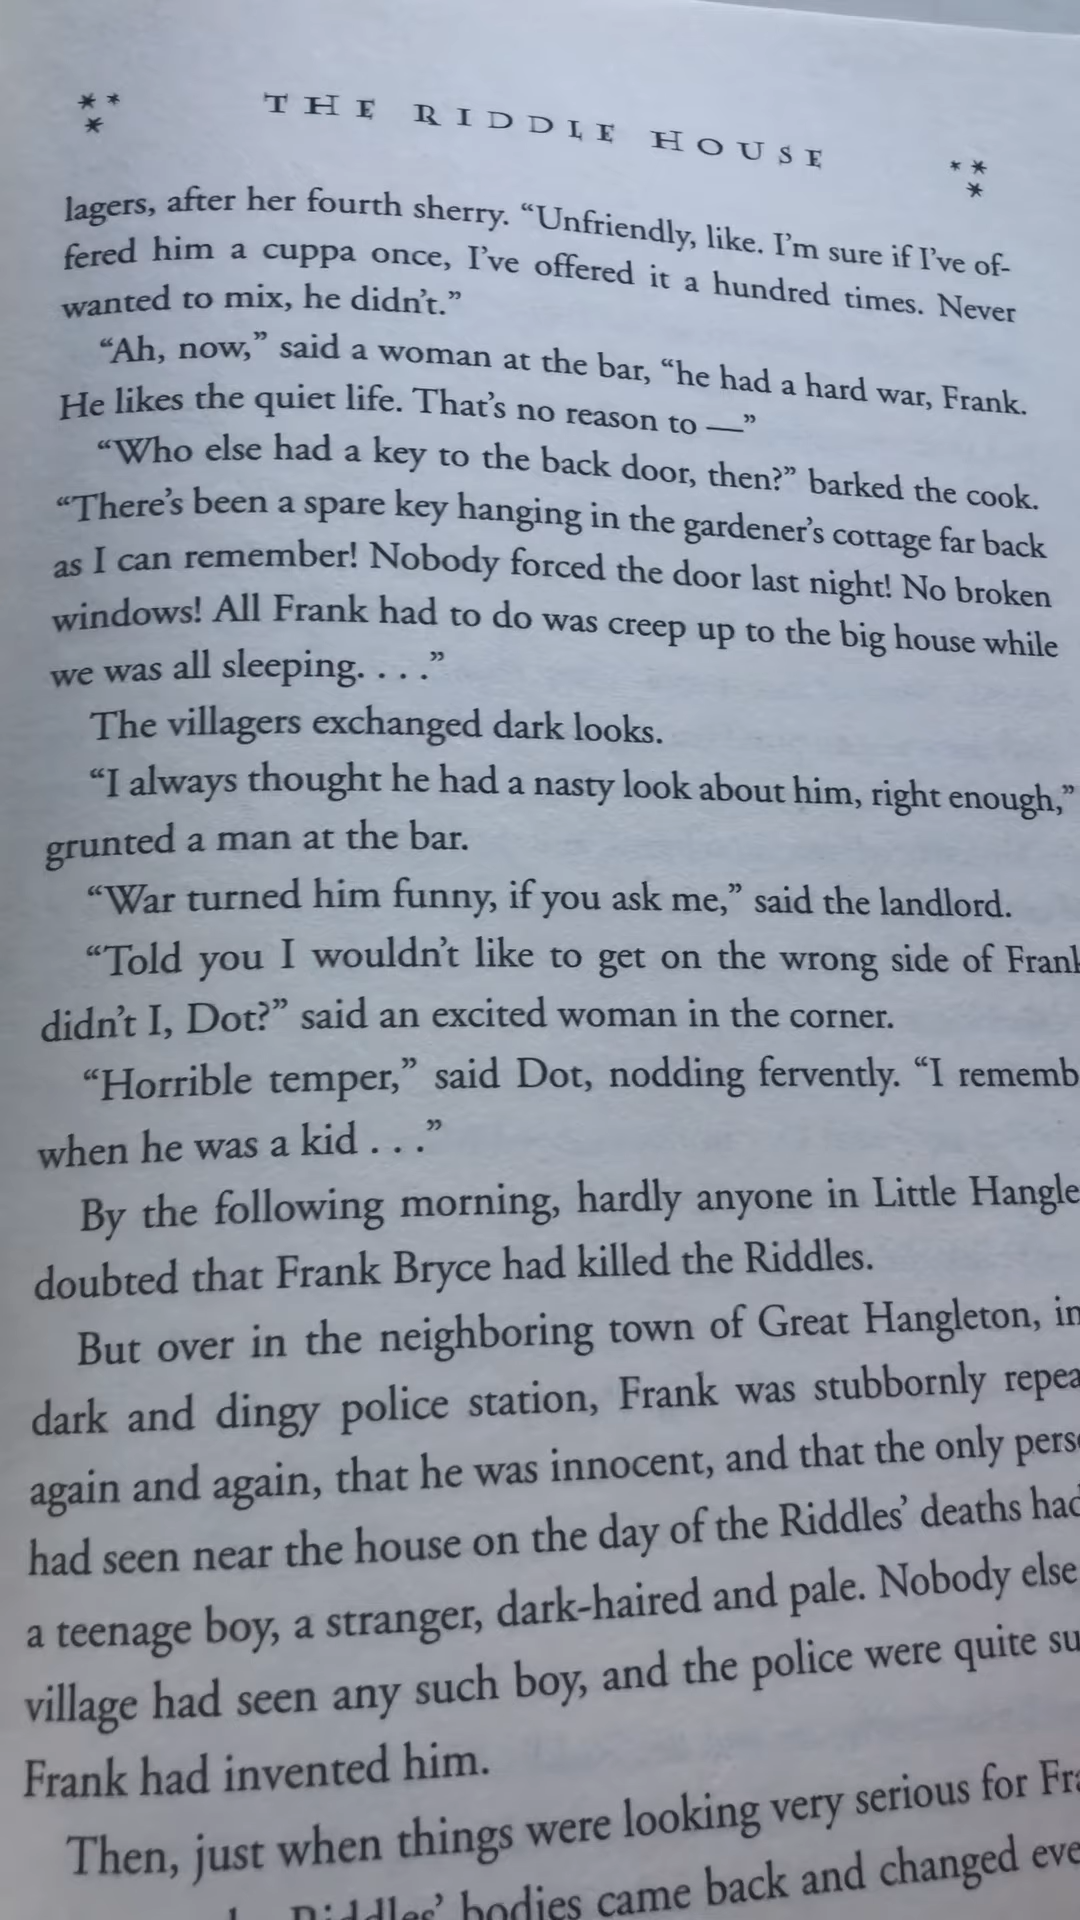 THE RIDDLE HOUSE
lagers, after her fourth sherry. “Unfriendly, like. I’m sure if I’ve of-
fered him a cuppa once, I’ve offered it a hundred times. Never
wanted to mix, he didn’t.”
“Ah, now,” said a woman at the bar, “he had a hard war, Frank.
He likes the quiet life. That’s no reason to —”
“Who else had a key to the back door, then?” barked the cook.
“There’s been a spare key hanging in the gardener’s cottage far back
as I can remember! Nobody forced the door last night! No broken
windows! All Frank had to do was creep up to the big house while
we was all sleeping. . . .”
The villagers exchanged dark looks.
“I always thought he had a nasty look about him, right enough,”
grunted a man at the bar.
“War turned him funny, if you ask me,” said the landlord.
“Told you I wouldn’t like to get on the wrong side of Frank
didn’t I, Dot?” said an excited woman in the corner.
“Horrible temper,” said Dot, nodding fervently. “I rememb
when he was a kid . . .”
By the following morning, hardly anyone in Little Hangle
doubted that Frank Bryce had killed the Riddles.
But over in the neighboring town of Great Hangleton, in
dark and dingy police station, Frank was stubbornly repea
again and again, that he was innocent, and that the only pers
had seen near the house on the day of the Riddles’ deaths had
a teenage boy, a stranger, dark-haired and pale. Nobody else
village had seen any such boy, and the police were quite su
Frank had invented him.
Then, just when things were looking very serious for Fra
Riddles’ bodies came back and changed eve